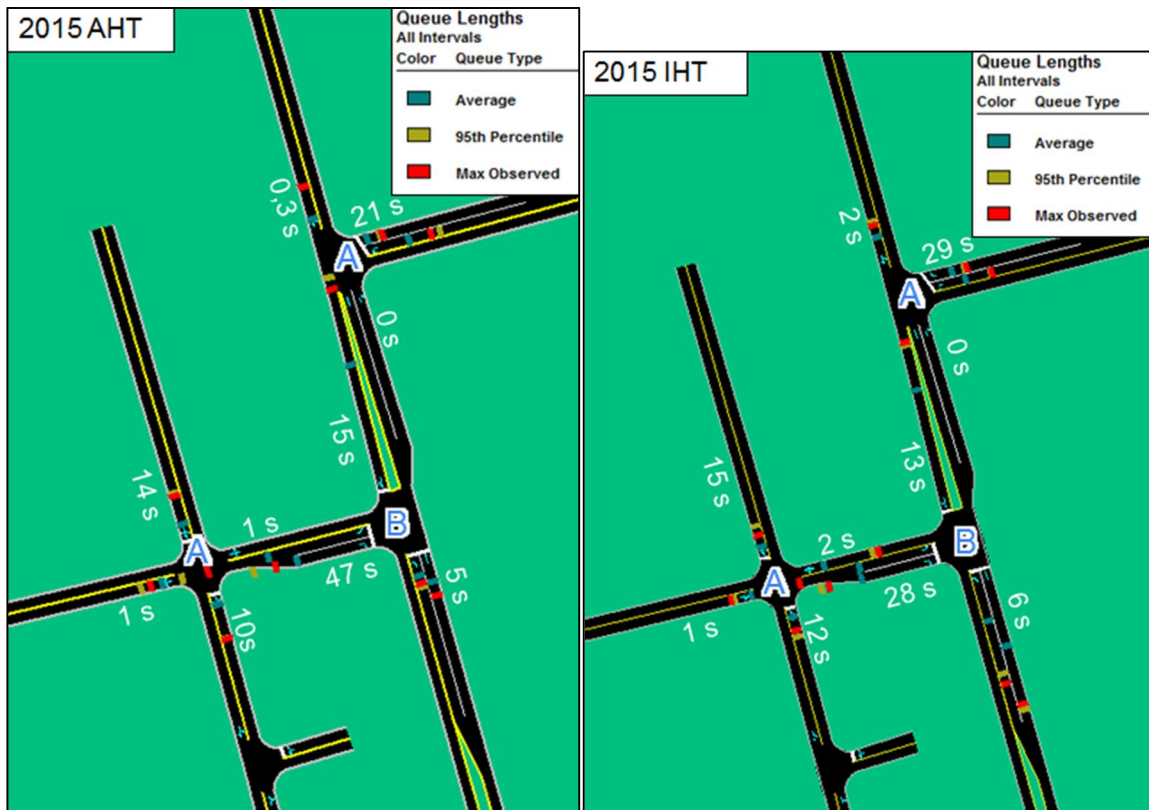 2015 AHT
Queue Lengths
All Intervals
Color Queue Type
Average
95th Percentile
Max Observed
0,3 s
21 s
A
0 s
15 s
14 s
A
1 s
B
47 s
5 s
1 s
10s
2015 IHT
Queue Lengths
All Intervals
Color Queue Type
Average
95th Percentile
Max Observed
2 s
29 s
A
0 s
13 s
15 s
A
2 s
B
28 s
6 s
1 s
12 s